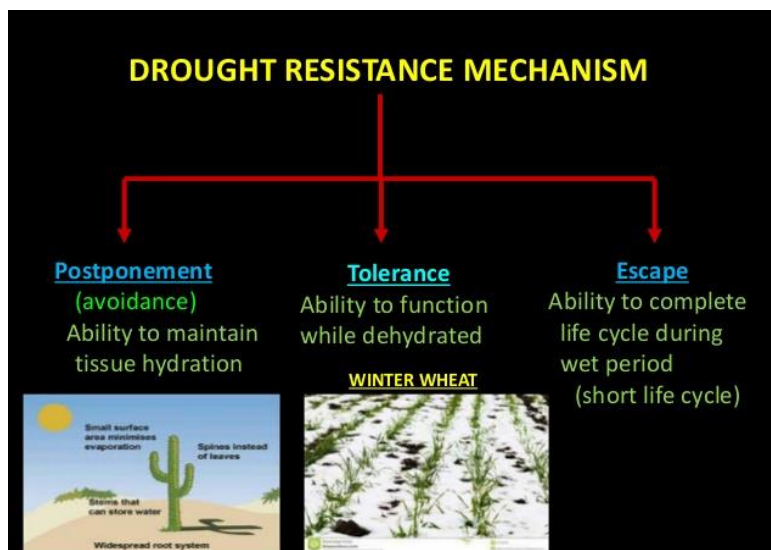 DROUGHT RESISTANCE MECHANISM
Postponement
(avoidance)
Ability to maintain
tissue hydration
Tolerance
Ability to function
while dehydrated
WINTER WHEAT
Escape
Ability to complete
life cycle during
wet period
(short life cycle)
Small surface
area minimises
evaporation
Spines instead
of leaves
Stems that
can store water
Widespread root system